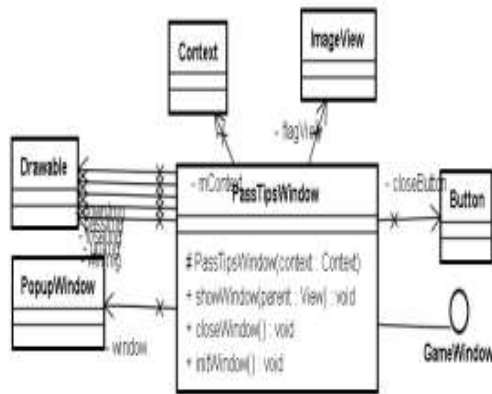 Context
ImageView
- flagView
Drawable
- mContext
PassTipsWindow
- closeButton
Button
# PassTipsWindow(context : Context)
+ showWindow(parent : View) : void
+ closeWindow() : void
+ initWindow() : void
PopupWindow
- window
GameWindow